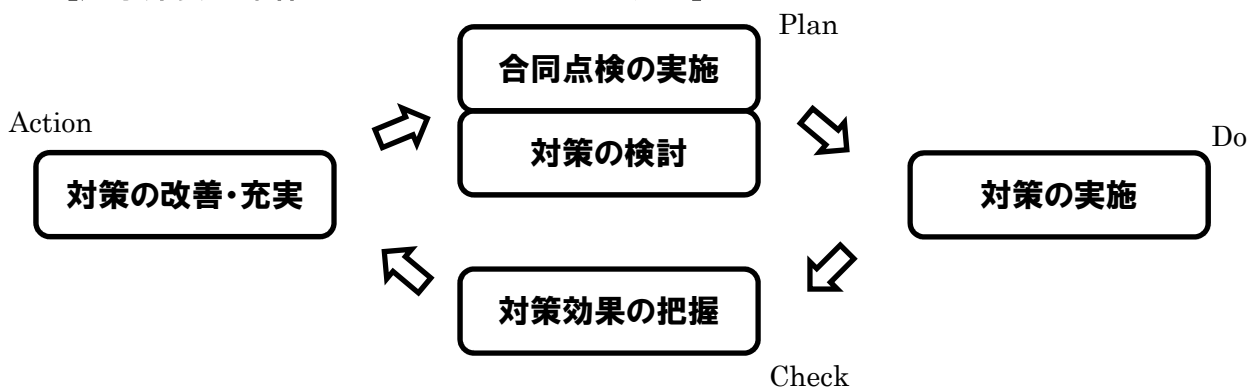 Plan
合同点検の実施
対策の検討
Action
対策の改善・充実
Do
対策の実施
対策効果の把握
Check